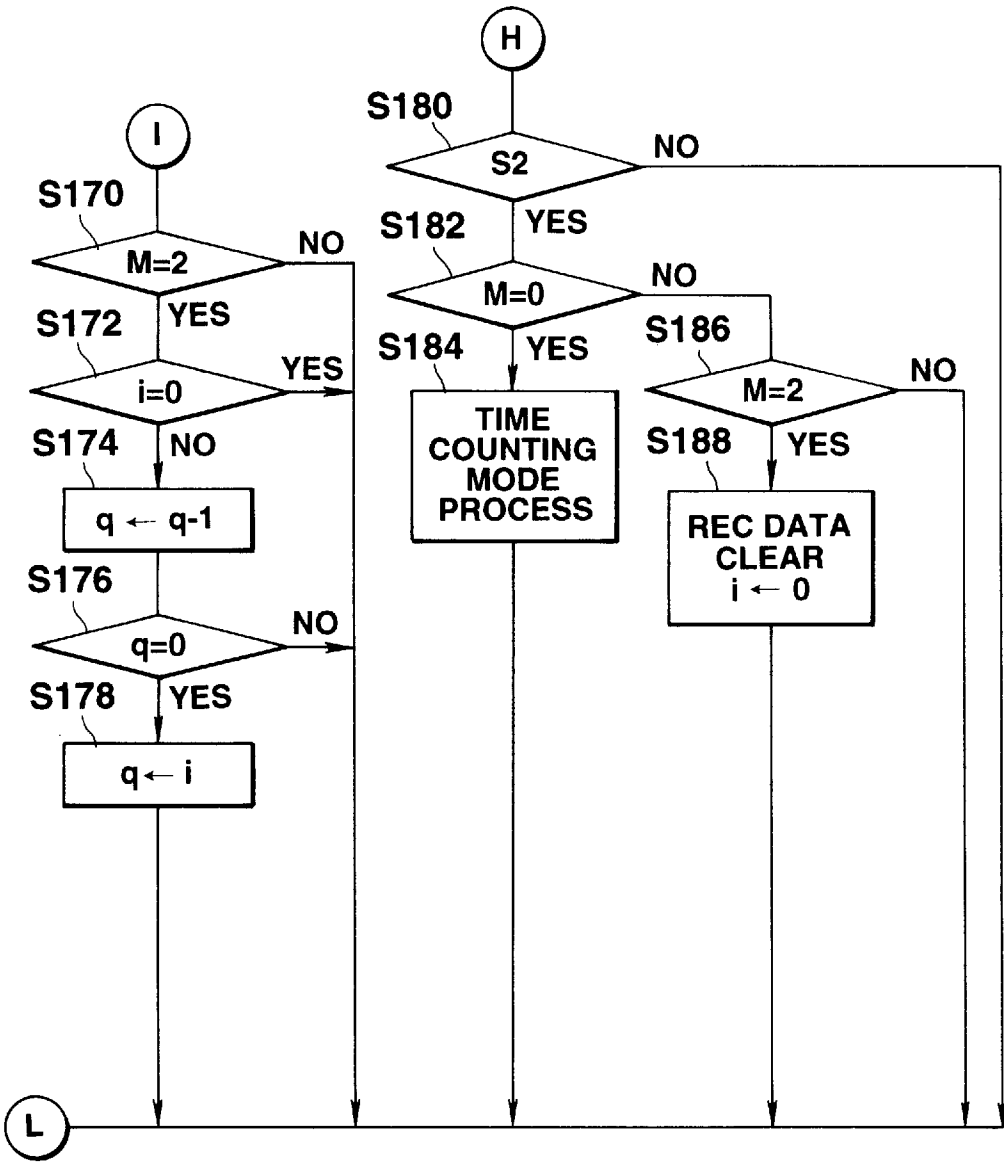 I
S170
M=2
NO
YES
S172
i=0
YES
NO
S174
q ← q-1
S176
q=0
NO
YES
S178
q ← i
H
S180
S2
NO
YES
S182
M=0
NO
YES
S184
TIME
COUNTING
MODE
PROCESS
S186
M=2
NO
YES
S188
REC DATA
CLEAR
i ← 0
L